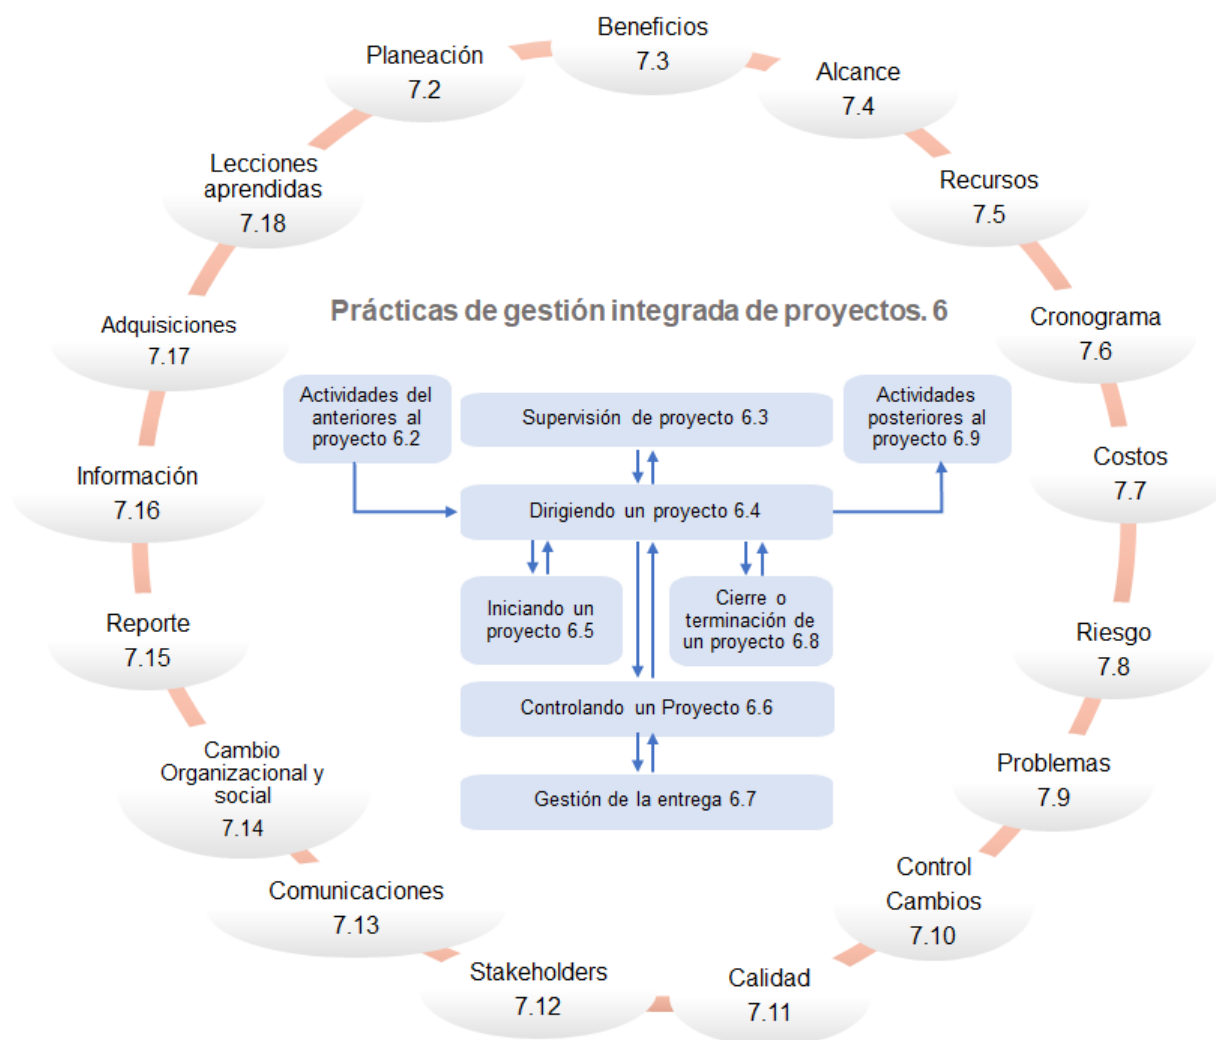 Beneficios
7.3
Planeación
7.2
Alcance
7.4
Lecciones
aprendidas
7.18
Recursos
7.5
Prácticas de gestión integrada de proyectos. 6
Adquisiciones
7.17
Cronograma
7.6
Actividades del
anteriores al
proyecto 6.2
Supervisión de proyecto 6.3
Actividades
posteriores al
proyecto 6.9
Información
7.16
Costos
7.7
Dirigiendo un proyecto 6.4
Iniciando un
proyecto 6.5
Cierre o
terminación de
un proyecto 6.8
Reporte
7.15
Riesgo
7.8
Controlando un Proyecto 6.6
Cambio
Organizacional y
social
7.14
Problemas
7.9
Gestión de la entrega 6.7
Control
Cambios
7.10
Comunicaciones
7.13
Stakeholders
7.12
Calidad
7.11